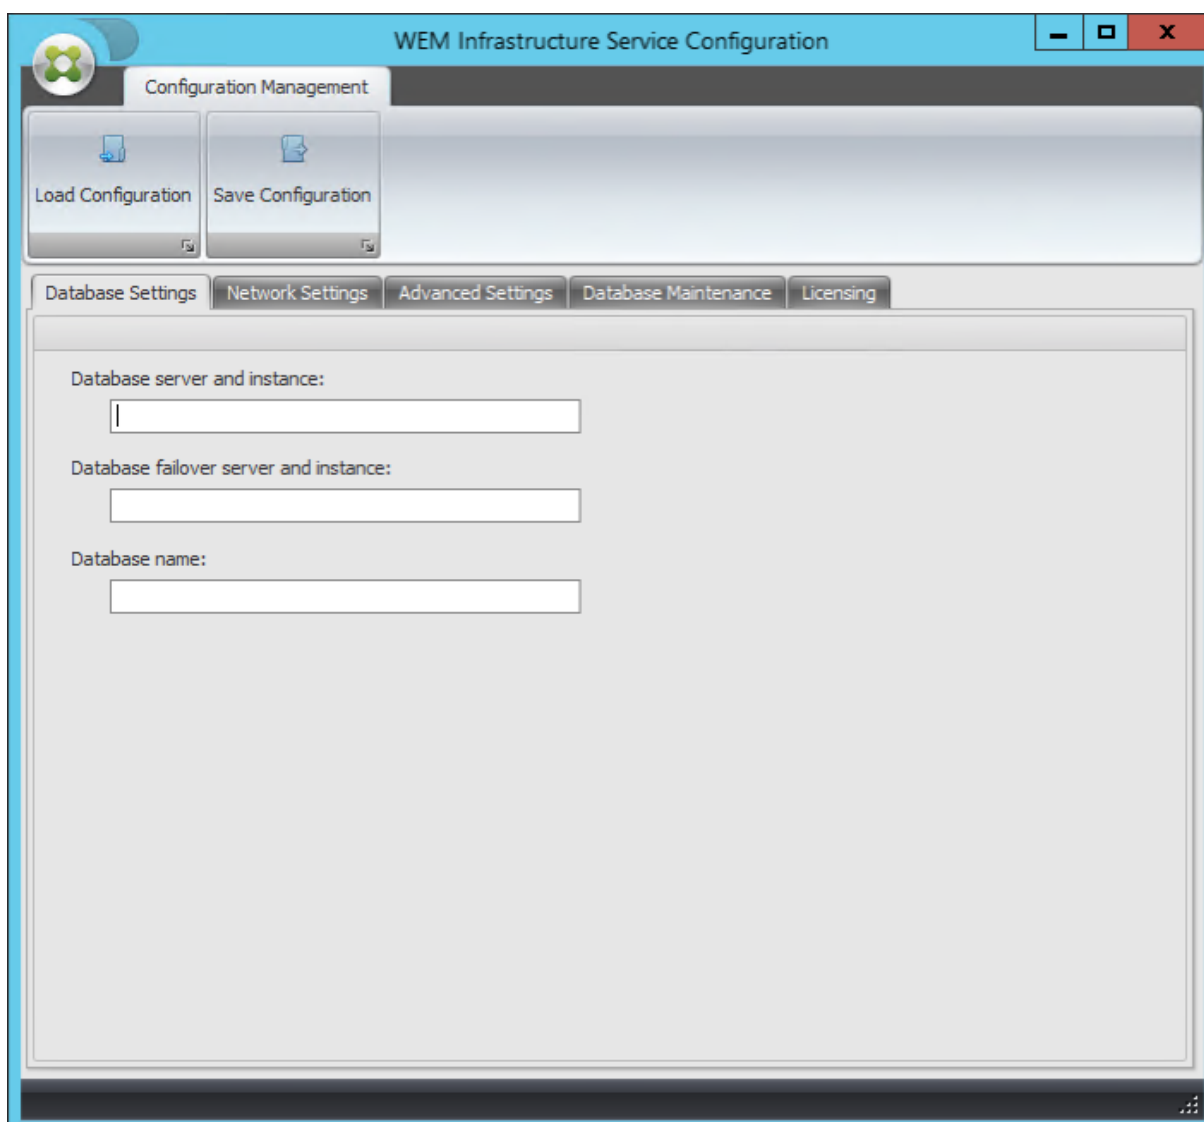 WEM Infrastructure Service Configuration
Configuration Management
Load Configuration
Save Configuration
Database Settings
Network Settings
Advanced Settings
Database Maintenance
Licensing
Database server and instance:
Database failover server and instance:
Database name: